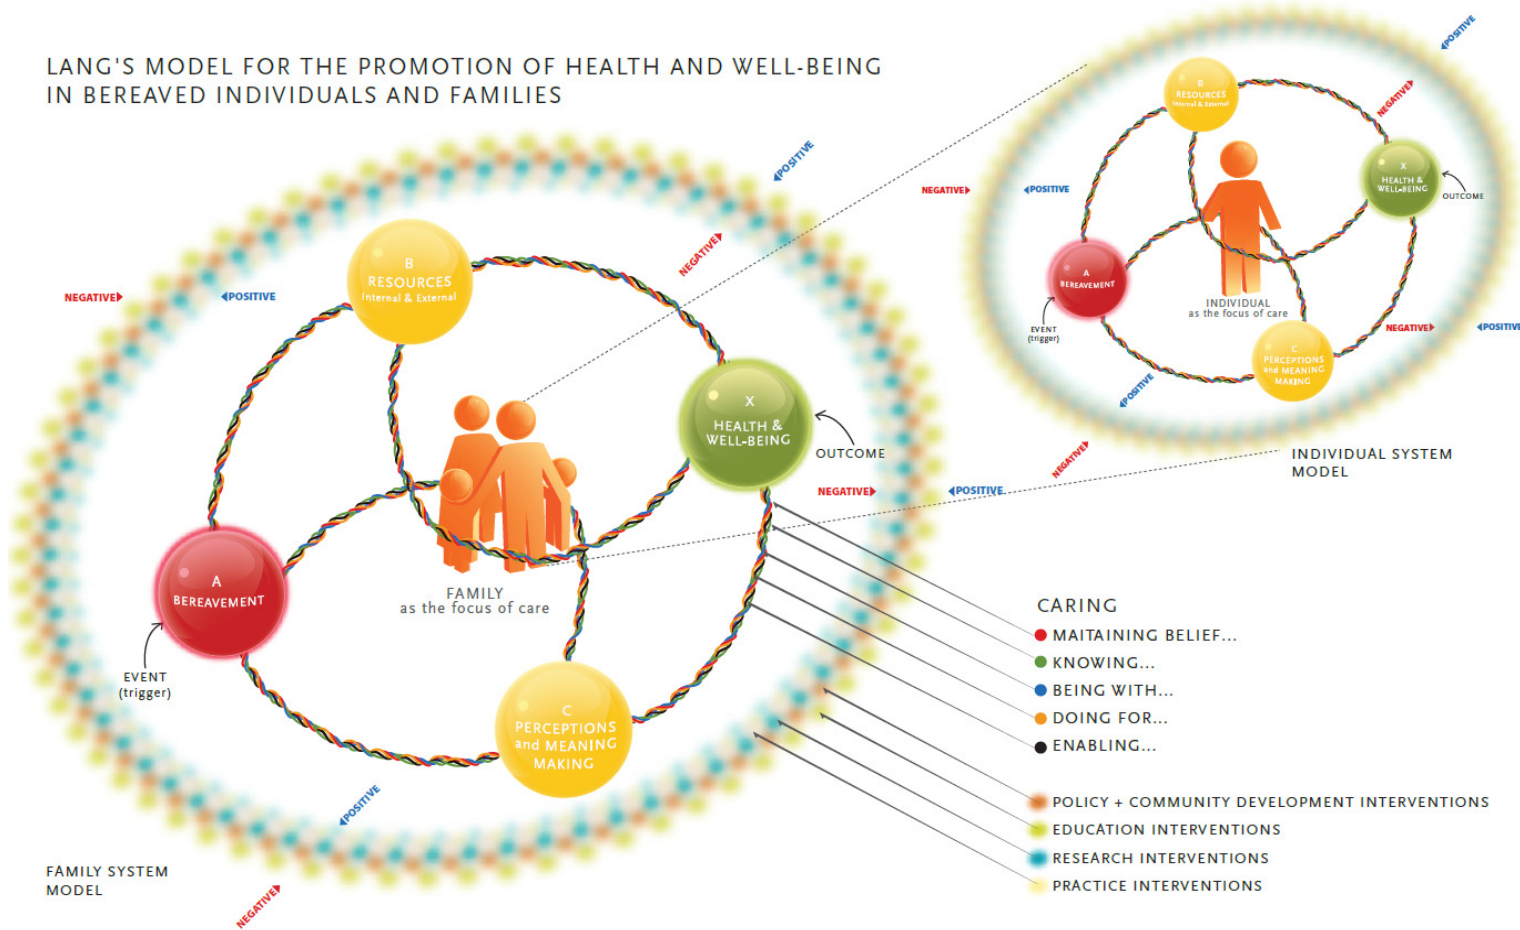 LANG'S MODEL FOR THE PROMOTION OF HEALTH AND WELL-BEING
IN BEREAVED INDIVIDUALS AND FAMILIES
POSITIVE
NEGATIVE
NEGATIVE
POSITIVE
B
RESOURCES
Internal & External
X
HEALTH &
WELL-BEING
OUTCOME
NEGATIVE
POSITIVE
A
BEREAVEMENT
EVENT
(trigger)
FAMILY
as the focus of care
C
PERCEPTIONS
and MEANING
MAKING
POSITIVE
NEGATIVE
FAMILY SYSTEM
MODEL
POSITIVE
NEGATIVE
NEGATIVE
POSITIVE
B
RESOURCES
Internal & External
X
HEALTH &
WELL-BEING
OUTCOME
A
BEREAVEMENT
EVENT
(trigger)
INDIVIDUAL
as the focus of care
NEGATIVE
POSITIVE
C
PERCEPTIONS
and MEANING
MAKING
POSITIVE
NEGATIVE
INDIVIDUAL SYSTEM
MODEL
CARING
MAITAINING BELIEF...
KNOWING...
BEING WITH...
DOING FOR...
ENABLING...
POLICY + COMMUNITY DEVELOPMENT INTERVENTIONS
EDUCATION INTERVENTIONS
RESEARCH INTERVENTIONS
PRACTICE INTERVENTIONS